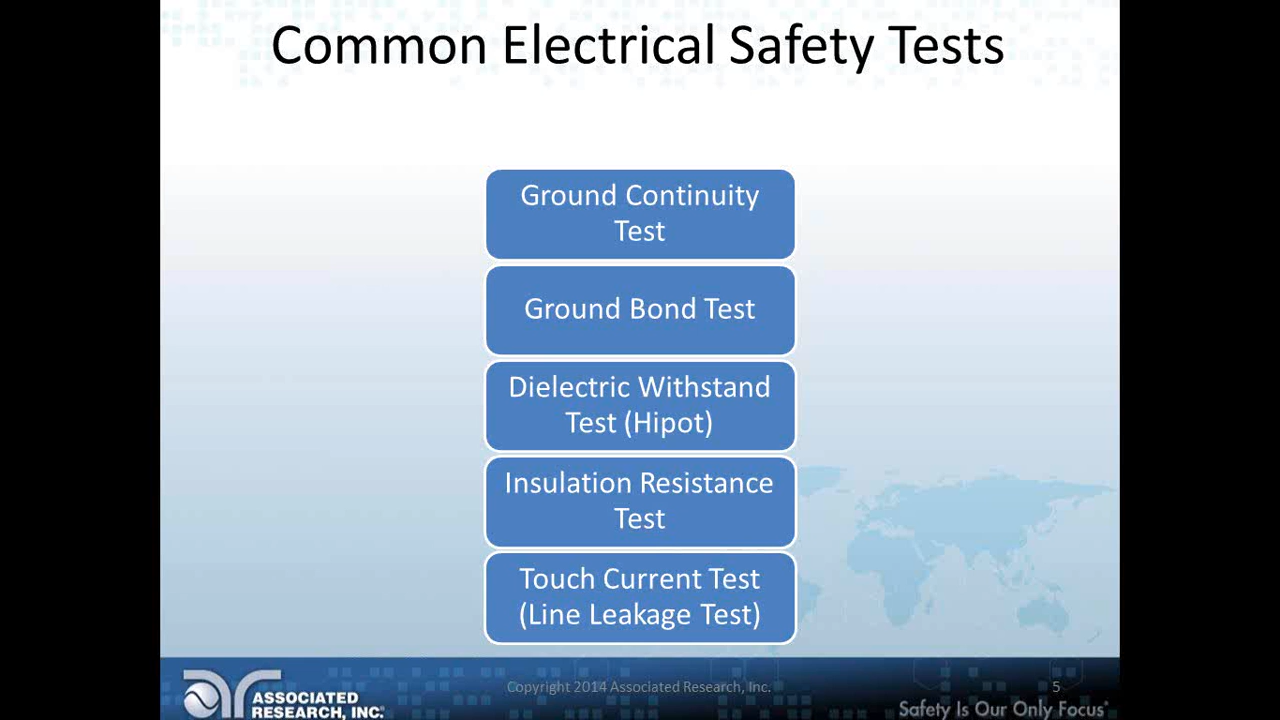 Common Electrical Safety Tests
Ground Continuity
Test
Ground Bond Test
Dielectric Withstand
Test (Hipot)
Insulation Resistance
Test
Touch Current Test
(Line Leakage Test)
ASSOCIATED
RESEARCH, INC.
Copyright 2014 Associated Research, Inc.
5
Safety Is Our Only Focus